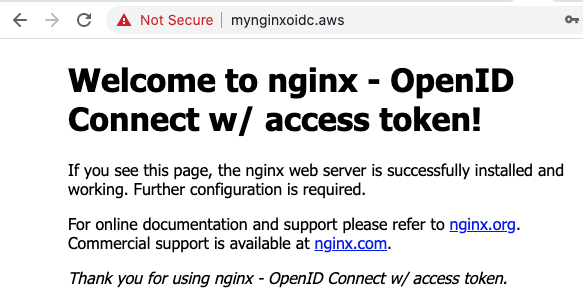 Not Secure | mynginxoidc.aws
Welcome to nginx - OpenID
Connect w/ access token!
If you see this page, the nginx web server is successfully installed and
working. Further configuration is required.
For online documentation and support please refer to nginx.org.
Commercial support is available at nginx.com.
Thank you for using nginx - OpenID Connect w/ access token.